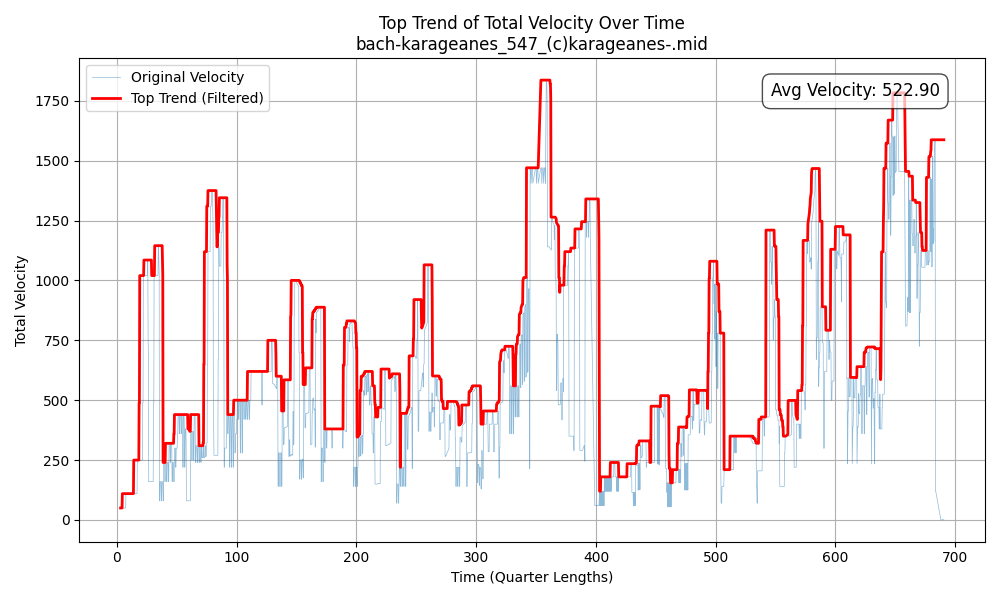 Top Trend of Total Velocity Over Time
bach-karageanes_547_(c)karageanes-.mid
Original Velocity
Top Trend (Filtered)
Avg Velocity: 522.90
Total Velocity
1750
1500
1250
1000
750
500
250
0
0 100 200 300 400 500 600 700
Time (Quarter Lengths)